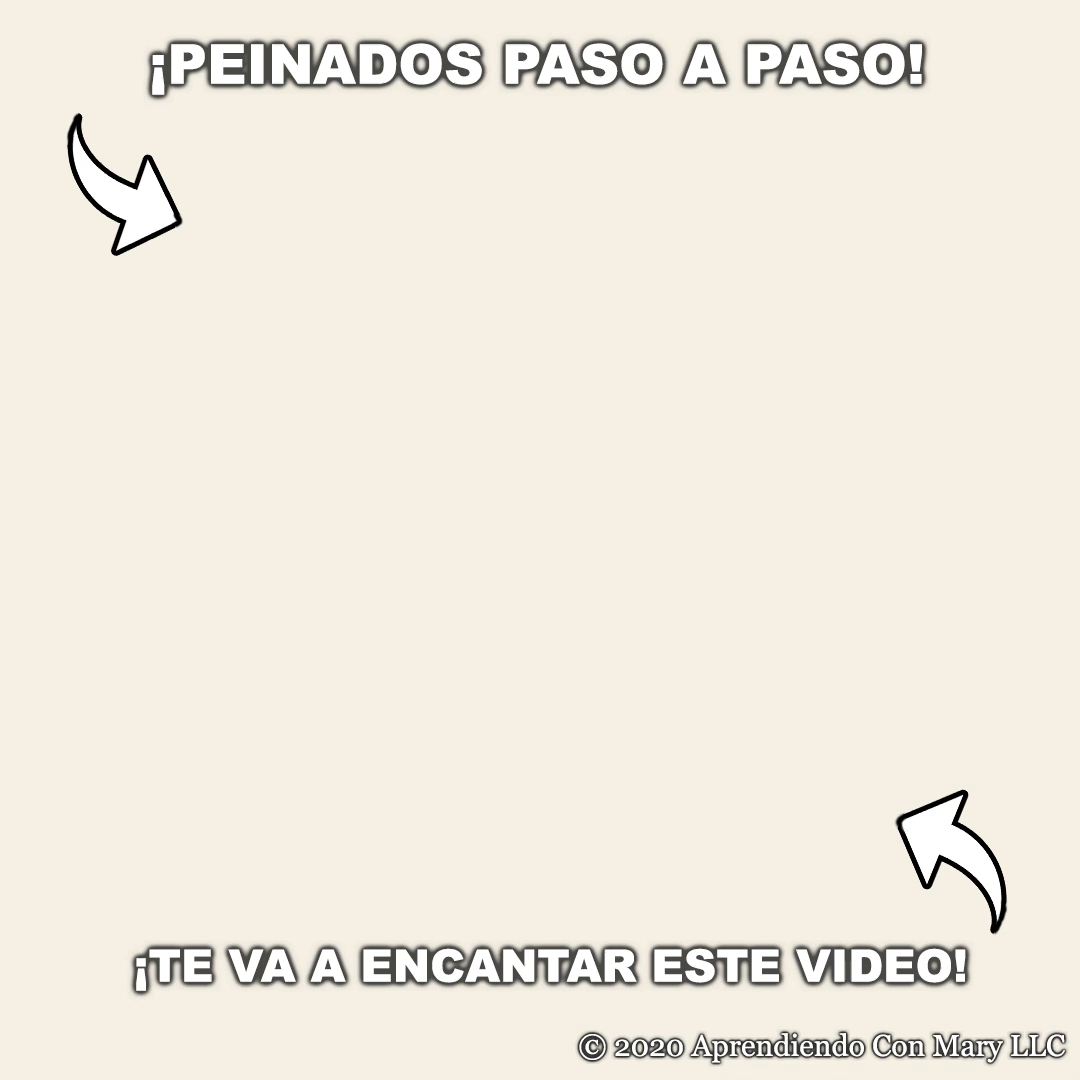 ¡PEINADOS PASO A PASO!
¡TE VA A ENCANTAR ESTE VIDEO!
© 2020 Aprendiendo Con Mary LLC